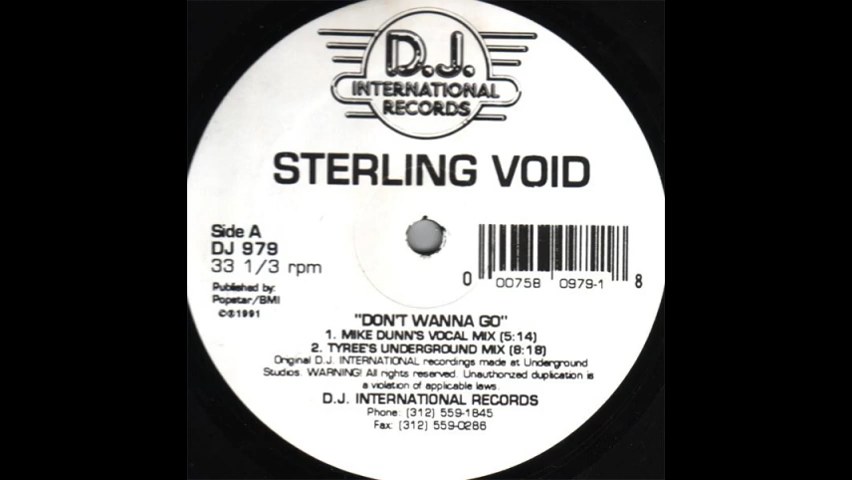 D.J.
INTERNATIONAL
RECORDS
STERLING VOID
Side A
DJ 979
33 1/3 rpm
Published by:
Popstar/BMI
©℗1991
0 00758 0979-1 8
"DON'T WANNA GO"
1. MIKE DUNN'S VOCAL MIX (5:14)
2. TYREE'S UNDERGROUND MIX (8:18)
Original D.J. INTERNATIONAL recordings made at Underground
Studios. WARNING! All rights reserved. Unauthorized duplication is
a violation of applicable laws.
D.J. INTERNATIONAL RECORDS
Phone: (312) 559-1845
Fax: (312) 559-0286